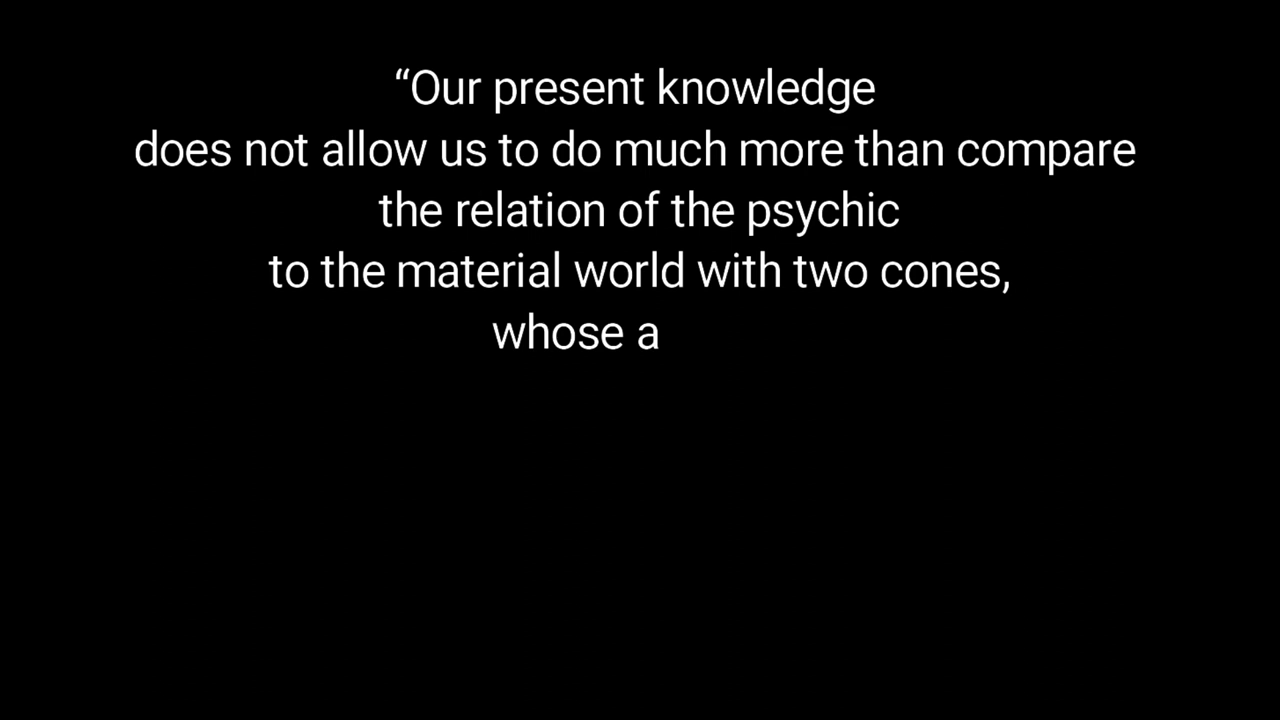 “Our present knowledge
does not allow us to do much more than compare
the relation of the psychic
to the material world with two cones,
whose a